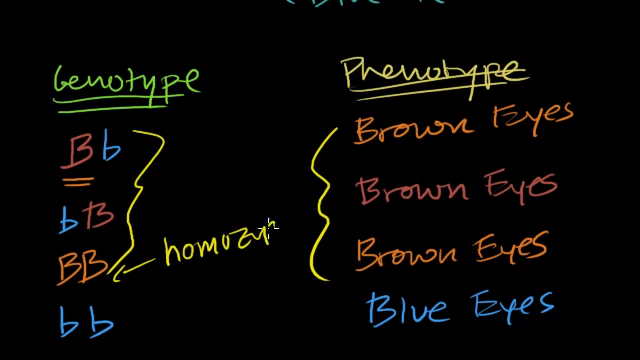 Genotype Phenotype
Bb Brown Eyes
bB Brown Eyes
BB homozy Brown Eyes
bb Blue Eyes